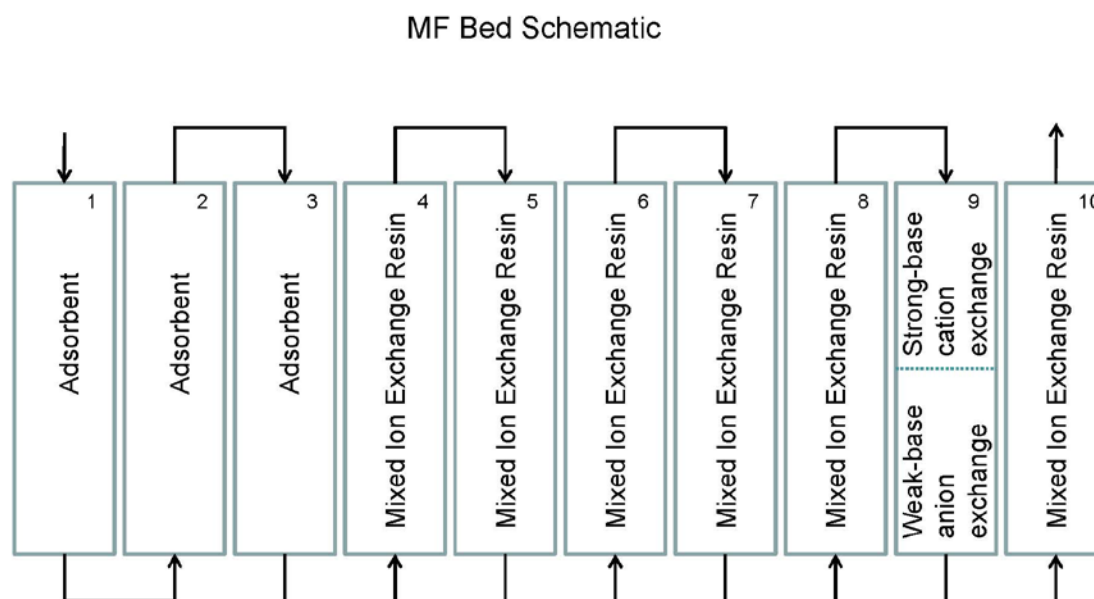 MF Bed Schematic
1
Adsorbent
2
Adsorbent
3
Adsorbent
4
Mixed Ion Exchange Resin
5
Mixed Ion Exchange Resin
6
Mixed Ion Exchange Resin
7
Mixed Ion Exchange Resin
8
Mixed Ion Exchange Resin
9
Strong-base
cation
exchange
Weak-base
anion
exchange
10
Mixed Ion Exchange Resin